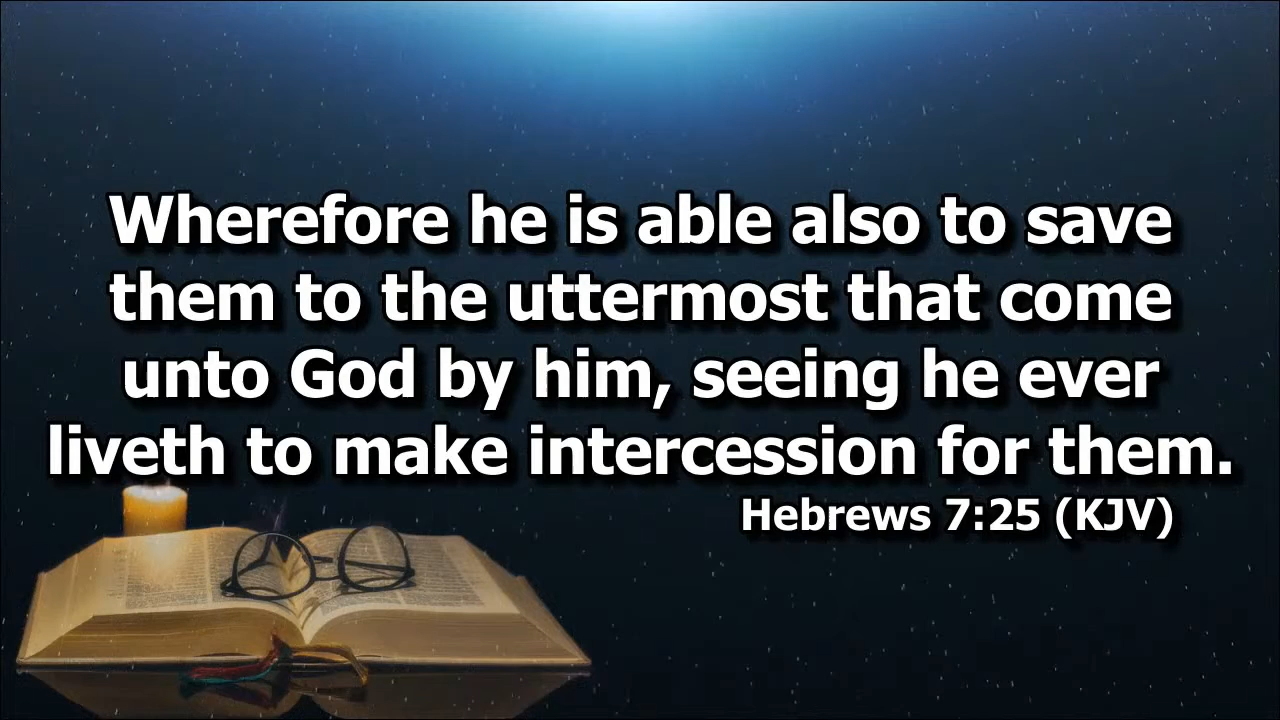 Wherefore he is able also to save
them to the uttermost that come
unto God by him, seeing he ever
liveth to make intercession for them.
Hebrews 7:25 (KJV)